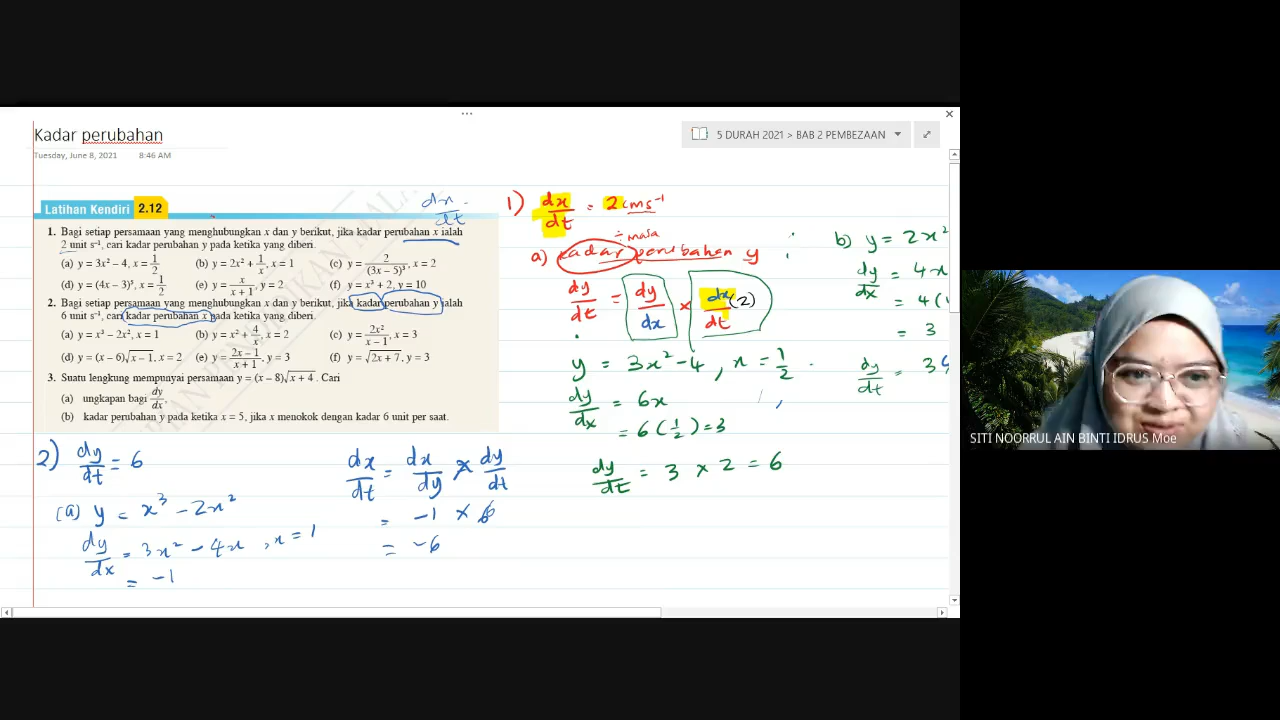 Kadar perubahan
5 DURAH 2021 > BAB 2 PEMBEZAAN
Tuesday, June 8, 2021 8:46 AM
Latihan Kendiri 2.12
dx/dt =
1. Bagi setiap persamaan yang menghubungkan x dan y berikut, jika kadar perubahan x ialah
2 unit s⁻¹, cari kadar perubahan y pada ketika yang diberi.
(a) y = 3x² – 4, x = 1/2 (b) y = 2x² + 1/x, x = 1 (c) y = 2/(3x – 5)³, x = 2
(d) y = (4x – 3)⁵, x = 1/2 (e) y = x/(x + 1), y = 2 (f) y = x³ + 2, y = 10
2. Bagi setiap persamaan yang menghubungkan x dan y berikut, jika kadar perubahan y ialah
6 unit s⁻¹, cari kadar perubahan x pada ketika yang diberi.
(a) y = x³ – 2x², x = 1 (b) y = x² + 4/x, x = 2 (c) y = 2x²/(x – 1), x = 3
(d) y = (x – 6)√(x – 1), x = 2 (e) y = (2x – 1)/(x + 1), y = 3 (f) y = √(2x + 7), y = 3
3. Suatu lengkung mempunyai persamaan y = (x – 8)√(x + 4). Cari
(a) ungkapan bagi dy/dx,
(b) kadar perubahan y pada ketika x = 5, jika x menokok dengan kadar 6 unit per saat.
1) dx/dt = 2 cms⁻¹
÷ masa
a) kadar perubahan y
dy/dt = dy/dx × dx/dt (2)
y = 3x² – 4, x = 1/2
dy/dx = 6x
= 6(1/2) = 3
dy/dt = 3 × 2 = 6
b) y = 2x²
dy/dx = 4x
= 4(
= 3
dy/dt = 3
2) dy/dt = 6
(a) y = x³ – 2x²
dy/dx = 3x² – 4x, x = 1
= –1
dx/dt = dx/dy × dy/dt
= –1 × 6
= –6
SITI NOORRUL AIN BINTI IDRUS Moe